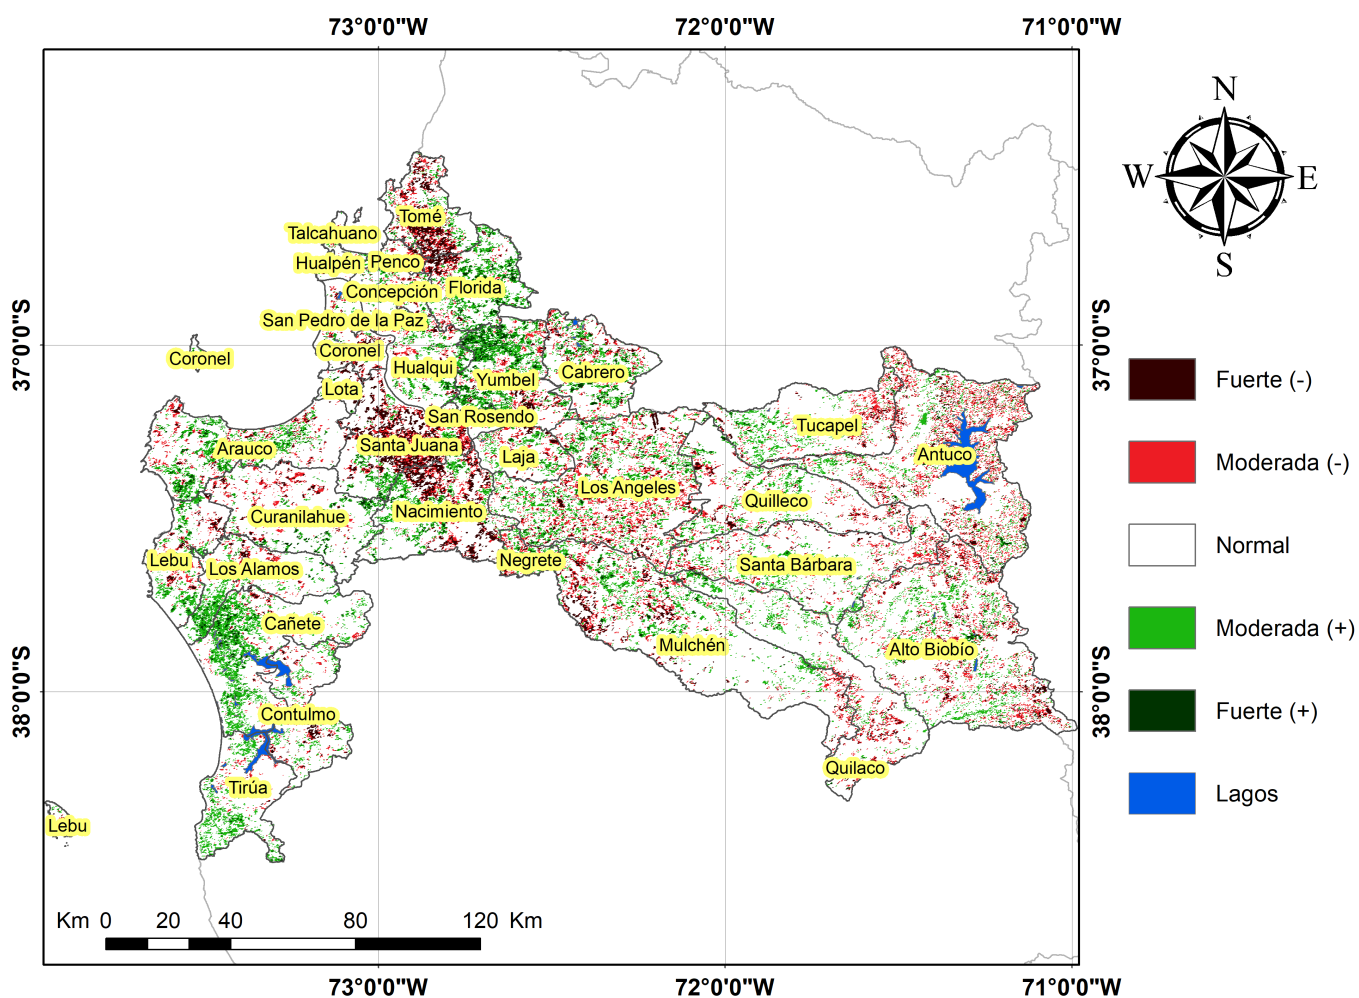 73°0'0"W
72°0'0"W
71°0'0"W
N
W
E
S
37°0'0"S
37°0'0"S
38°0'0"S
38°0'0"S
Tomé
Talcahuano
Hualpén
Penco
Concepción
Florida
San Pedro de la Paz
Coronel
Coronel
Hualqui
Yumbel
Cabrero
Lota
San Rosendo
Arauco
Santa Juana
Laja
Tucapel
Antuco
Los Angeles
Quilleco
Curanilahue
Nacimiento
Lebu
Los Alamos
Negrete
Santa Bárbara
Cañete
Mulchén
Alto Biobío
Contulmo
Tirúa
Quilaco
Lebu
Fuerte (-)
Moderada (-)
Normal
Moderada (+)
Fuerte (+)
Lagos
Km 0 20 40 80 120 Km
73°0'0"W
72°0'0"W
71°0'0"W